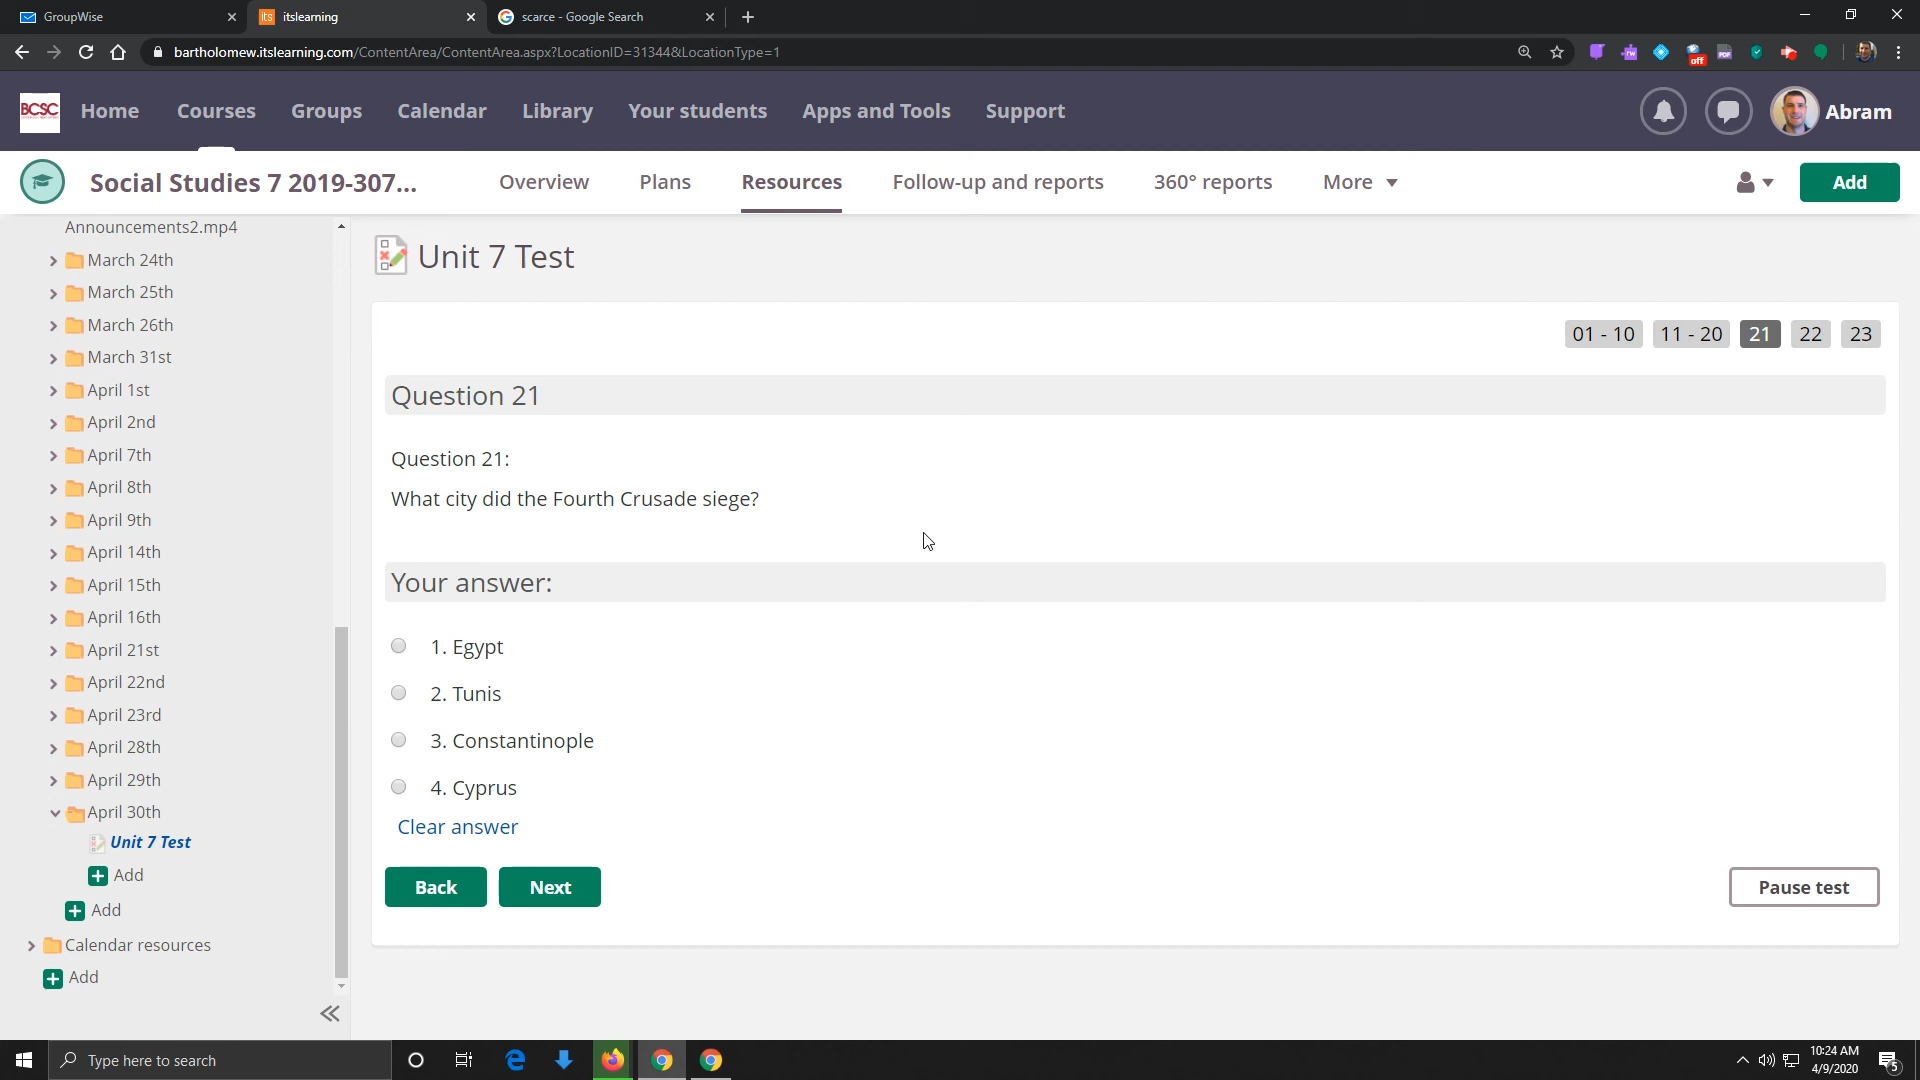 GroupWise
itslearning
scarce - Google Search
bartholomew.itslearning.com/ContentArea/ContentArea.aspx?LocationID=31344&LocationType=1
off
PDF
BCSC
Home
Courses
Groups
Calendar
Library
Your students
Apps and Tools
Support
Abram
Social Studies 7 2019-307...
Overview
Plans
Resources
Follow-up and reports
360° reports
More
Add
Announcements2.mp4
March 24th
March 25th
March 26th
March 31st
April 1st
April 2nd
April 7th
April 8th
April 9th
April 14th
April 15th
April 16th
April 21st
April 22nd
April 23rd
April 28th
April 29th
April 30th
Unit 7 Test
Add
Add
Calendar resources
Add
Unit 7 Test
01 - 10
11 - 20
21
22
23
Question 21
Question 21:
What city did the Fourth Crusade siege?
Your answer:
1. Egypt
2. Tunis
3. Constantinople
4. Cyprus
Clear answer
Back
Next
Pause test
Type here to search
10:24 AM
4/9/2020
5